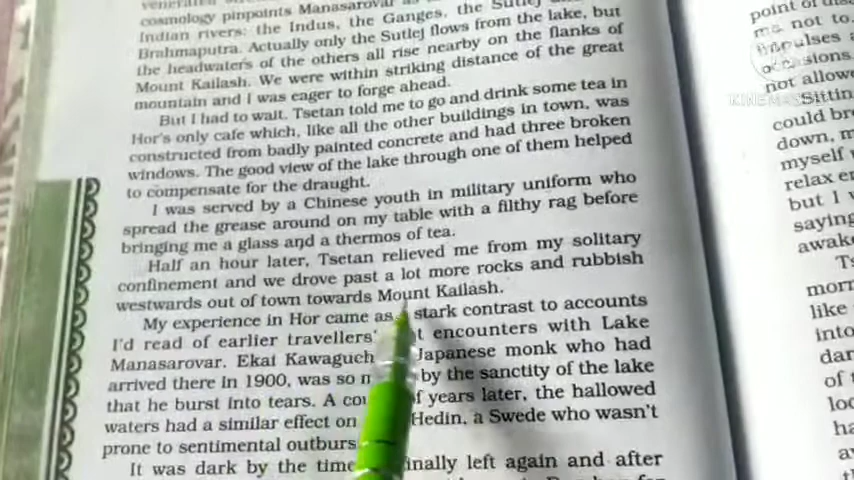 cosmology pinpoints Manasarovar as
Indian rivers: the Indus, the Ganges, the Sutlej and
Brahmaputra. Actually only the Sutlej flows from the lake, but
the headwaters of the others all rise nearby on the flanks of
Mount Kailash. We were within striking distance of the great
mountain and I was eager to forge ahead.
But I had to wait. Tsetan told me to go and drink some tea in
Hor's only cafe which, like all the other buildings in town, was
constructed from badly painted concrete and had three broken
windows. The good view of the lake through one of them helped
to compensate for the draught.
I was served by a Chinese youth in military uniform who
spread the grease around on my table with a filthy rag before
bringing me a glass and a thermos of tea.
Half an hour later, Tsetan relieved me from my solitary
confinement and we drove past a lot more rocks and rubbish
westwards out of town towards Mount Kailash.
My experience in Hor came as a stark contrast to accounts
I'd read of earlier travellers' encounters with Lake
Manasarovar. Ekai Kawaguch Japanese monk who had
arrived there in 1900, was so by the sanctity of the lake
that he burst into tears. A of years later, the hallowed
waters had a similar effect on Hedin, a Swede who wasn't
prone to sentimental outburs
It was dark by the time finally left again and after
point of
me not to.
impulses
occasions
not allowe
Sittin
could br
down, m
myself
relax
but I
saying
awak
Ts
morr
like
into
dar
of
loo
ha
KINEMASTER